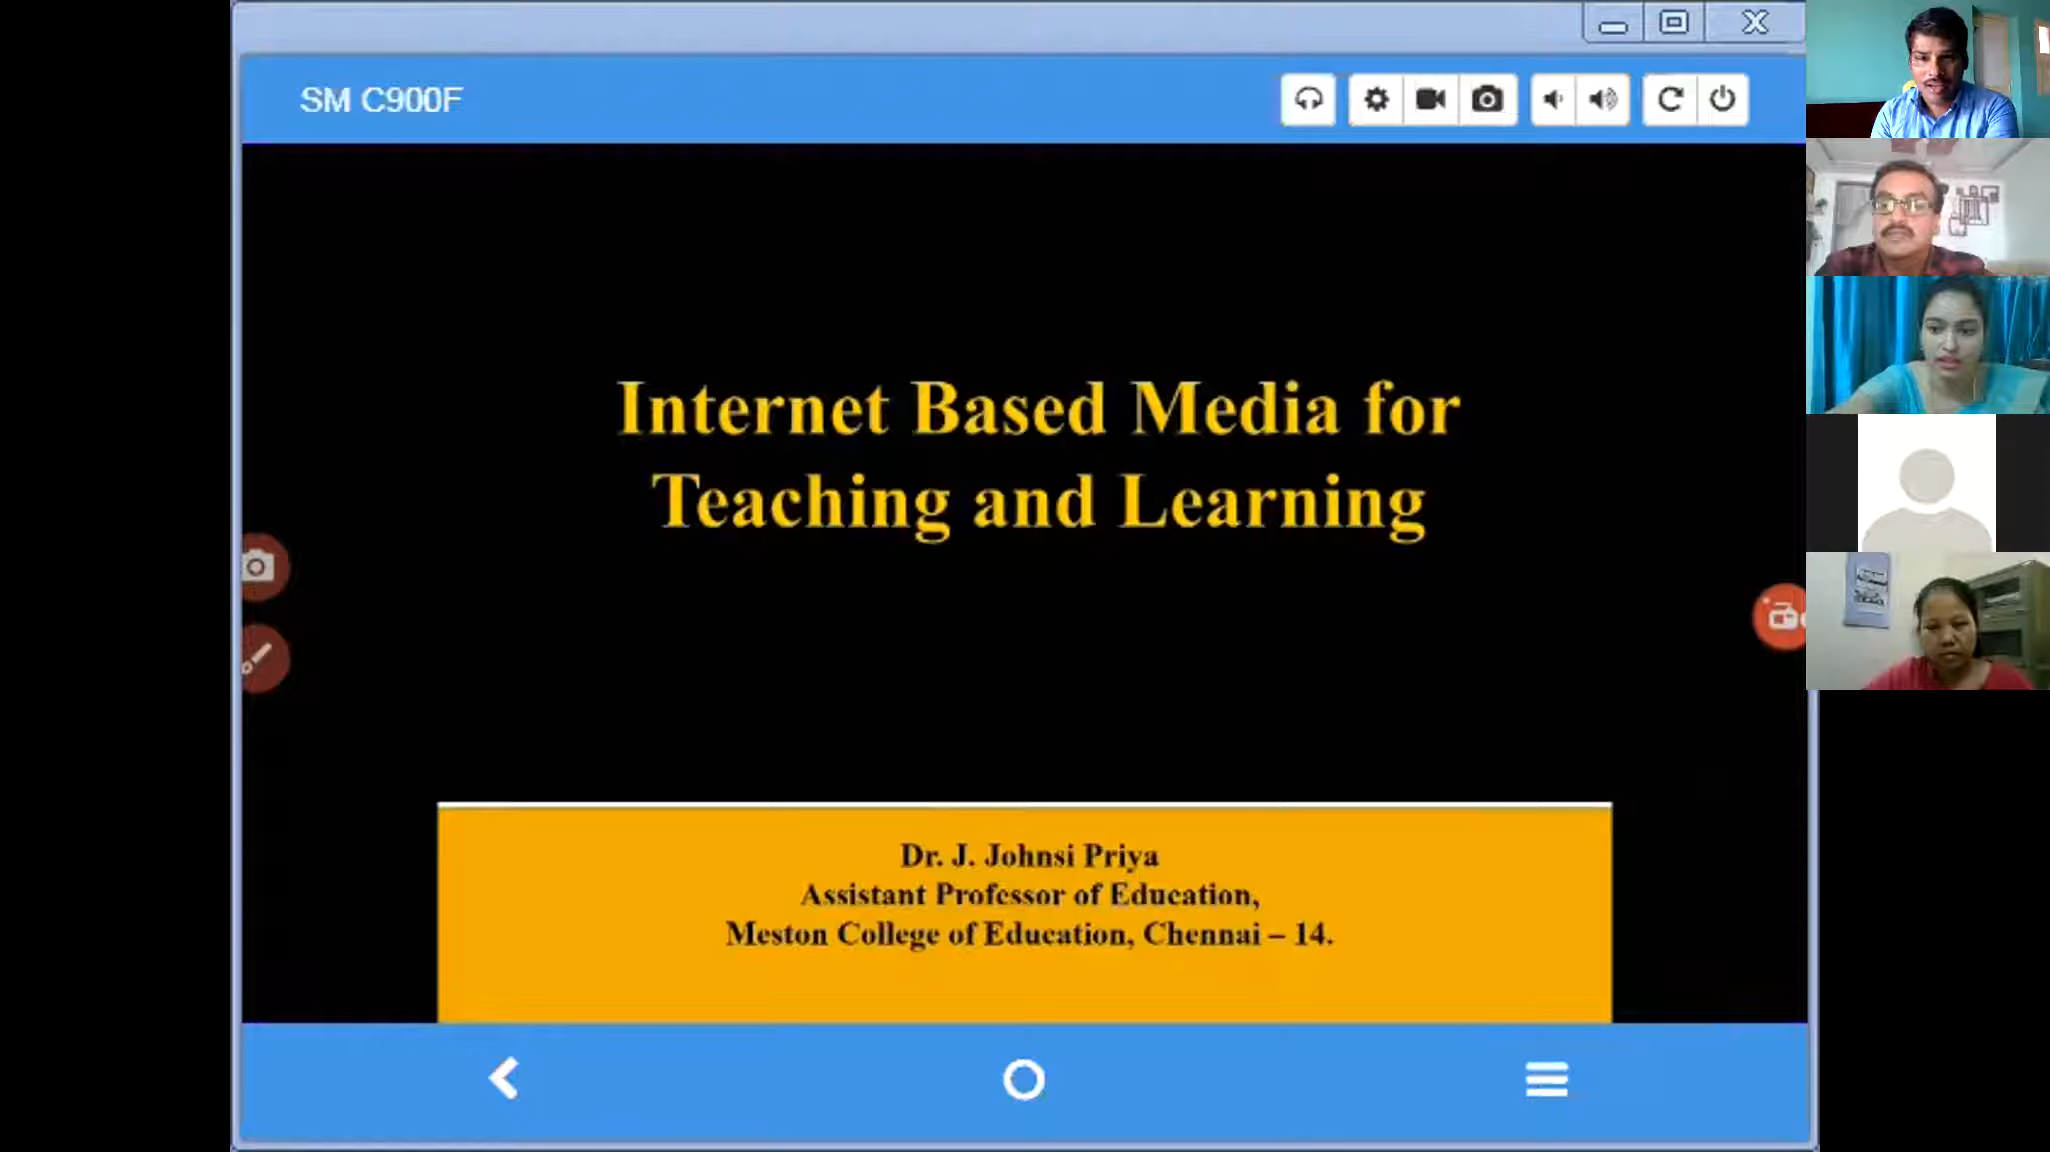 SM C900F
Internet Based Media for
Teaching and Learning
Dr. J. Johnsi Priya
Assistant Professor of Education,
Meston College of Education, Chennai – 14.